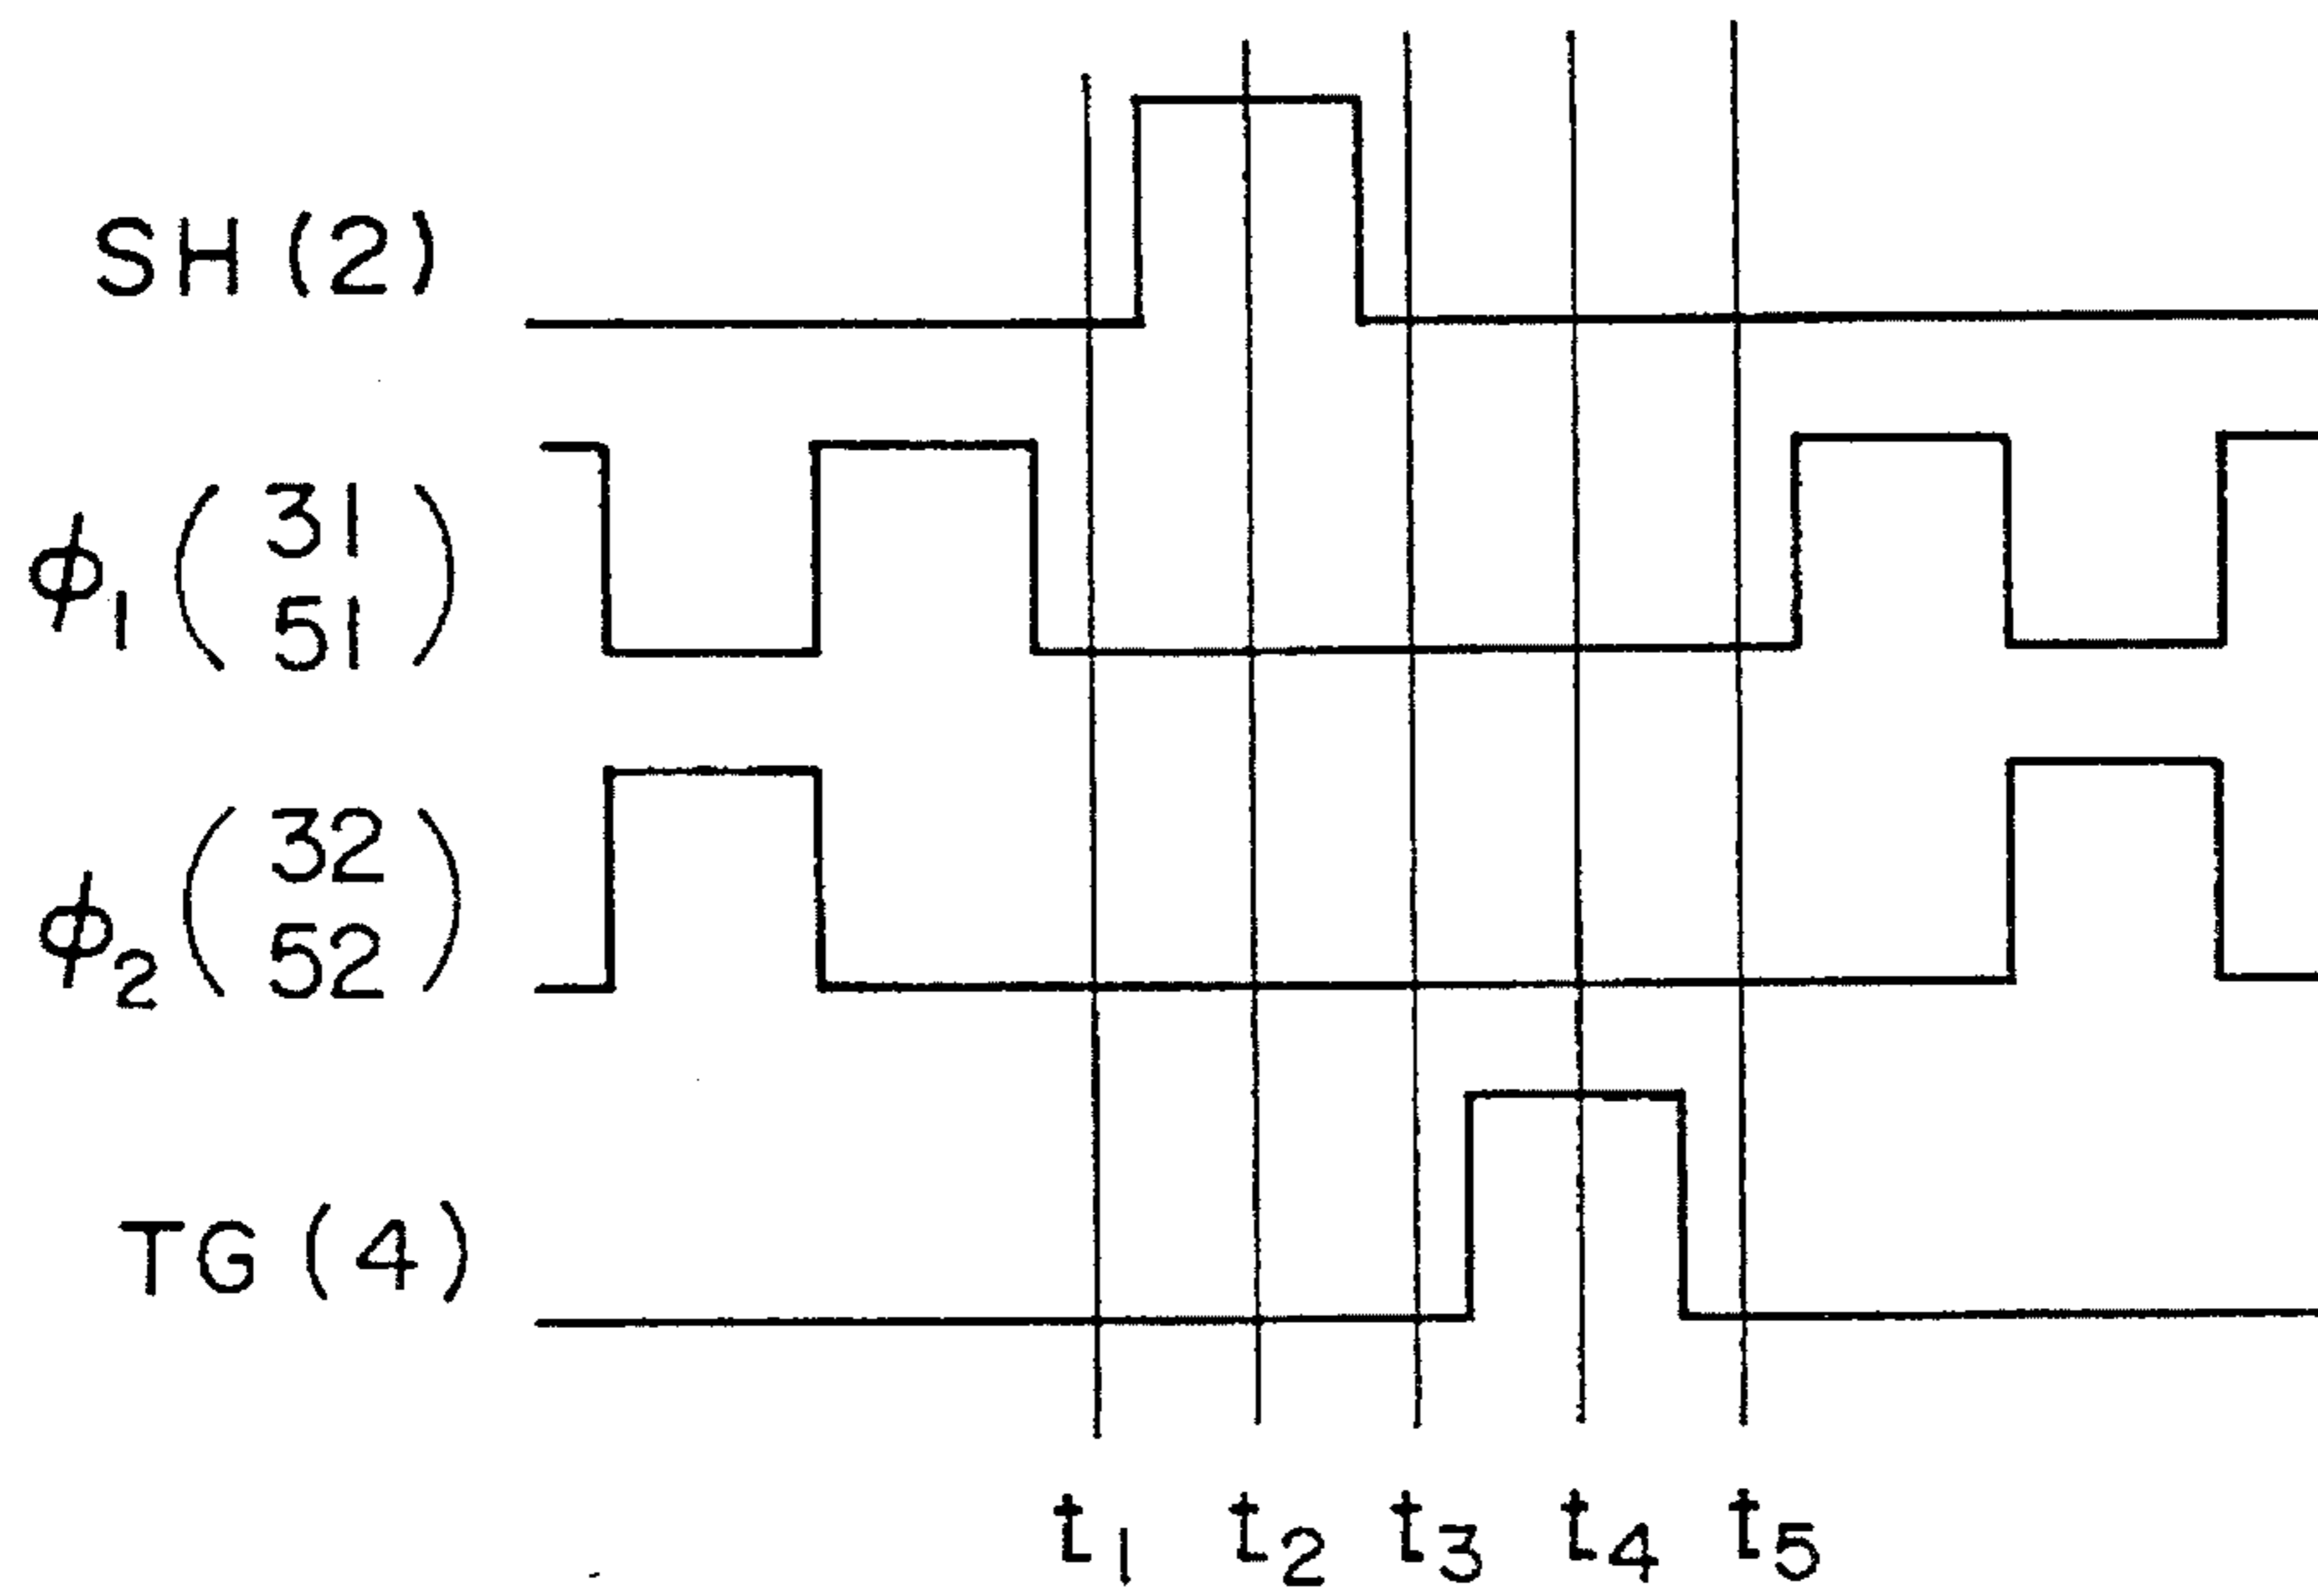 SH (2)
ϕ1 ( 31
51 )
ϕ2 ( 32
52 )
TG (4)
t1 t2 t3 t4 t5